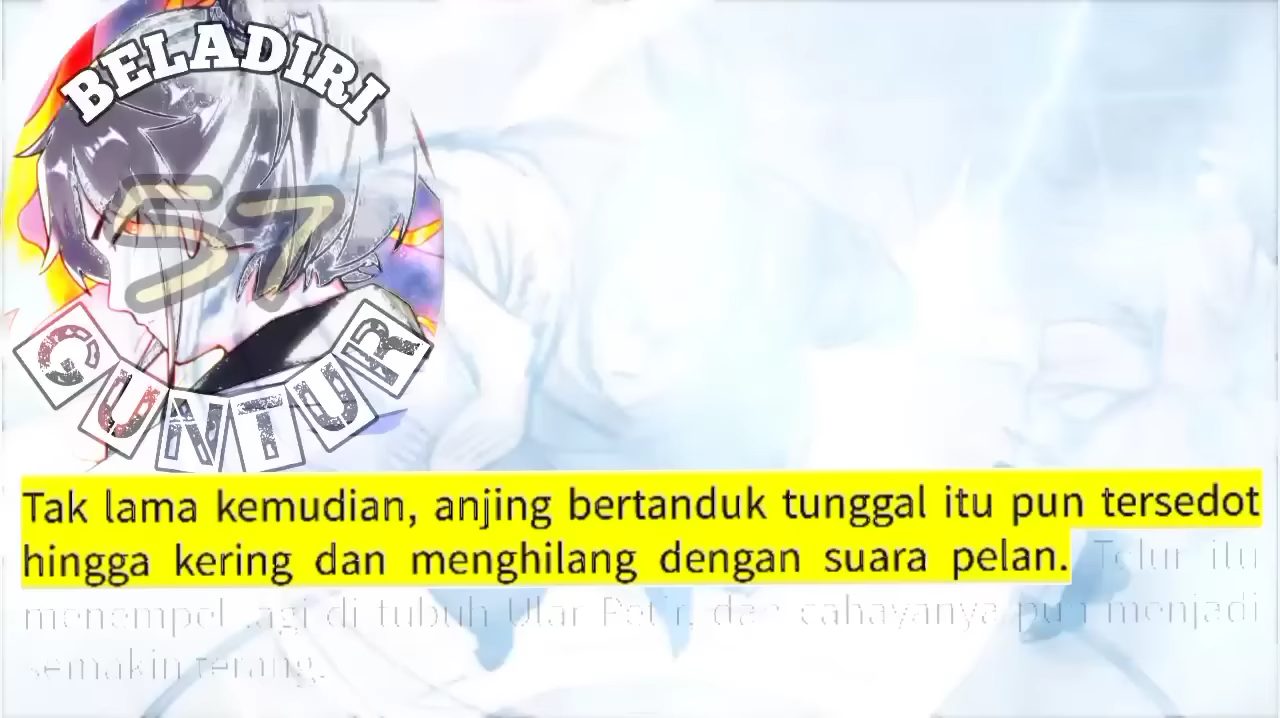 BELADIRI
57
GUNTUR
Tak lama kemudian, anjing bertanduk tunggal itu pun tersedot
hingga kering dan menghilang dengan suara pelan. Telur itu
menempel lagi di tubuh Ular Petir, dan cahayanya pun menjadi
semakin terang.